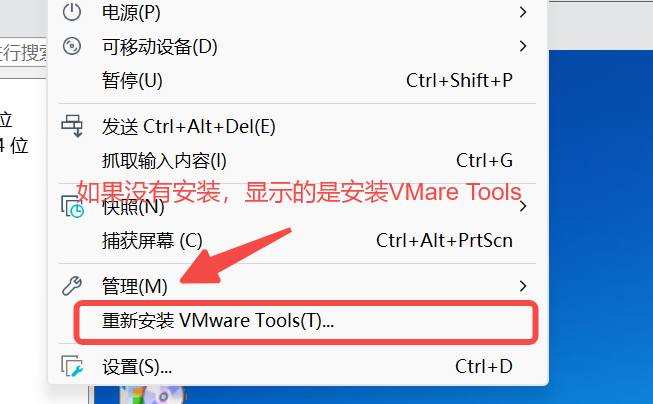 电源(P)
进行搜索
可移动设备(D)
暂停(U) Ctrl+Shift+P
位
发送 Ctrl+Alt+Del(E)
4 位
抓取输入内容(I) Ctrl+G
如果没有安装，显示的是安装VMare Tools
快照(N)
捕获屏幕 (C) Ctrl+Alt+PrtScn
管理(M)
重新安装 VMware Tools(T)...
设置(S)... Ctrl+D